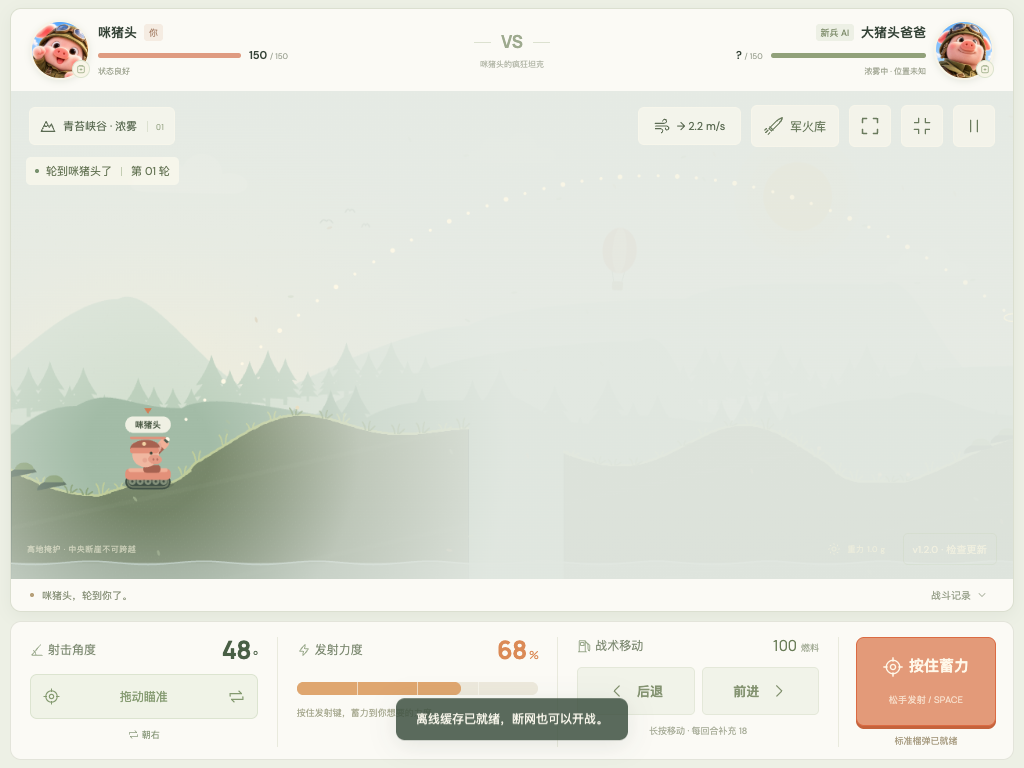 咪猪头 你
150 / 150
状态良好
VS
咪猪头的疯狂坦克
新兵 AI 大猪头爸爸
? / 150
浓雾中 · 位置未知
青苔峡谷 · 浓雾 01
→ 2.2 m/s
军火库
轮到咪猪头了 第 01 轮
咪猪头
高地掩护 · 中央断崖不可跨越
重力 1.0 g
v1.2.0 · 检查更新
咪猪头，轮到你了。
战斗记录
射击角度 48°
拖动瞄准
朝右
发射力度 68%
按住发射键，蓄力到你想
战术移动 100 燃料
后退
前进
长按移动 · 每回合补充 18
按住蓄力
松手发射 / SPACE
标准榴弹已就绪
离线缓存已就绪，断网也可以开战。